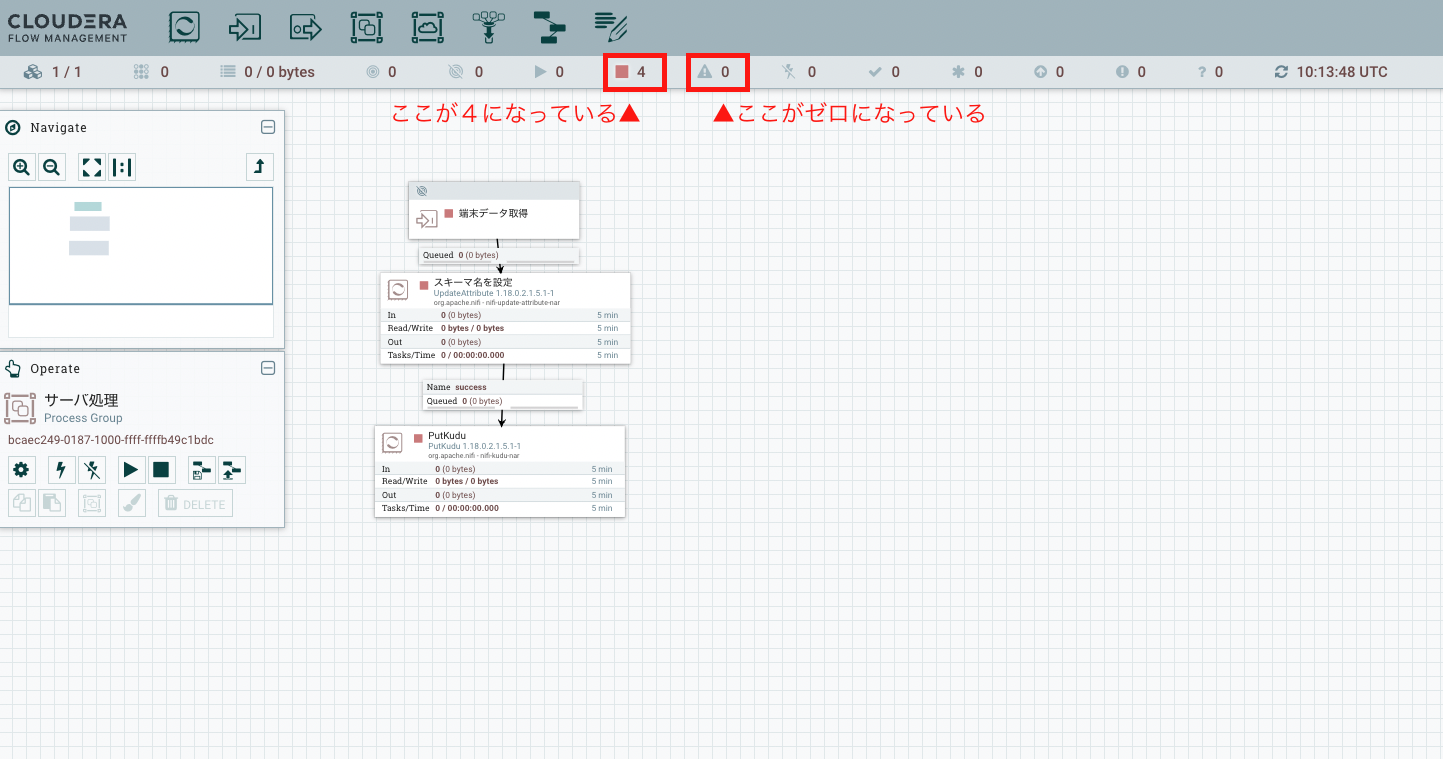 CLOUDERA
FLOW MANAGEMENT
1 / 1
0
0 / 0 bytes
0
0
0
4
0
0
0
0
0
0
0
10:13:48 UTC
ここが４になっている▲
▲ここがゼロになっている
Navigate
端末データ取得
Queued 0 (0 bytes)
スキーマ名を設定
UpdateAttribute 1.18.0.2.1.5.1-1
org.apache.nifi - nifi-update-attribute-nar
In 0 (0 bytes) 5 min
Read/Write 0 bytes / 0 bytes 5 min
Out 0 (0 bytes) 5 min
Tasks/Time 0 / 00:00:00.000 5 min
Name success
Queued 0 (0 bytes)
PutKudu
PutKudu 1.18.0.2.1.5.1-1
org.apache.nifi - nifi-kudu-nar
In 0 (0 bytes) 5 min
Read/Write 0 bytes / 0 bytes 5 min
Out 0 (0 bytes) 5 min
Tasks/Time 0 / 00:00:00.000 5 min
Operate
サーバ処理
Process Group
bcaec249-0187-1000-ffff-ffffb49c1bdc
DELETE